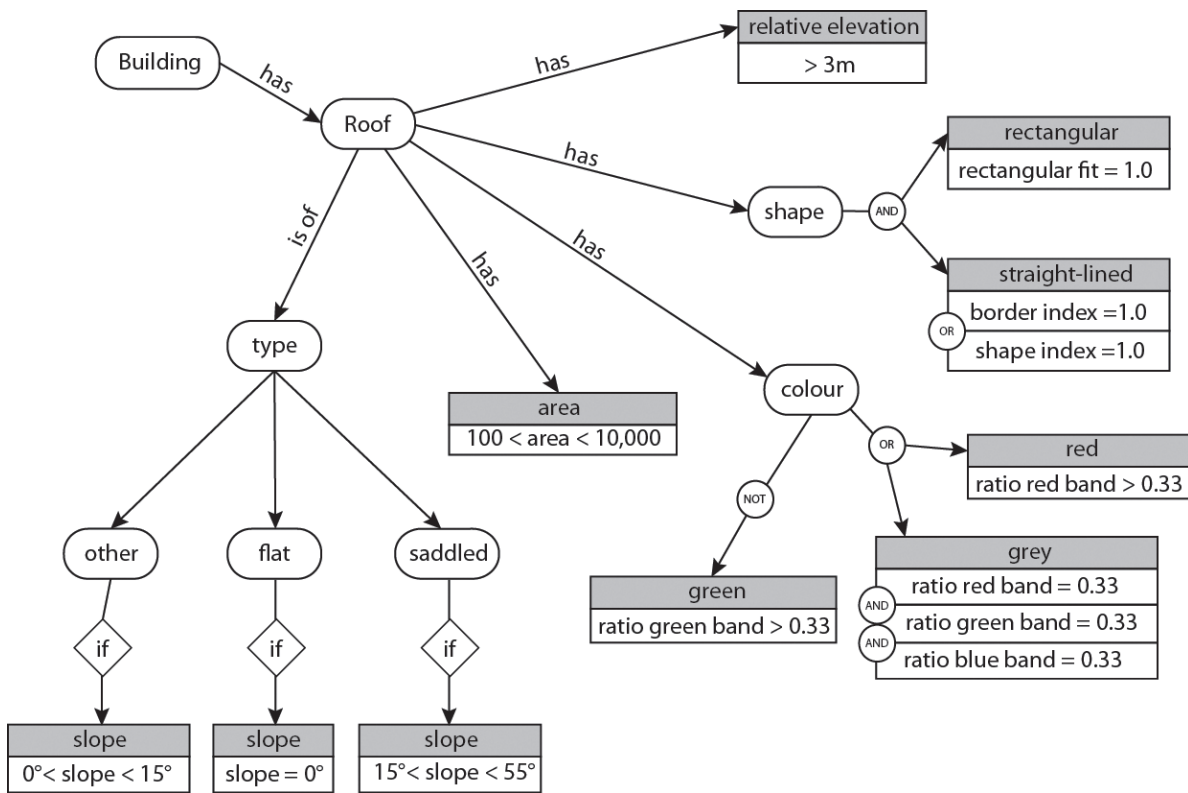 Building
has
Roof
has
relative elevation
> 3m
has
shape
AND
rectangular
rectangular fit = 1.0
straight-lined
border index =1.0
OR
shape index =1.0
is of
type
has
area
100 < area < 10,000
has
colour
OR
red
ratio red band > 0.33
NOT
green
ratio green band > 0.33
grey
ratio red band = 0.33
AND
ratio green band = 0.33
AND
ratio blue band = 0.33
other
flat
saddled
if
if
if
slope
0°< slope < 15°
slope
slope = 0°
slope
15°< slope < 55°